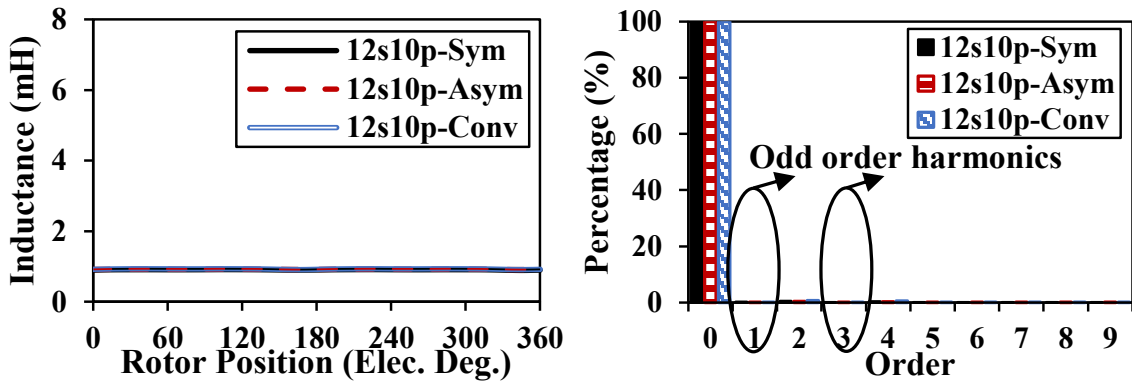 Inductance (mH)
8
6
4
2
0
12s10p-Sym
12s10p-Asym
12s10p-Conv
0 60 120 180 240 300 360
Rotor Position (Elec. Deg.)
Percentage (%)
100
80
60
40
20
0
12s10p-Sym
12s10p-Asym
12s10p-Conv
Odd order harmonics
0 1 2 3 4 5 6 7 8 9
Order